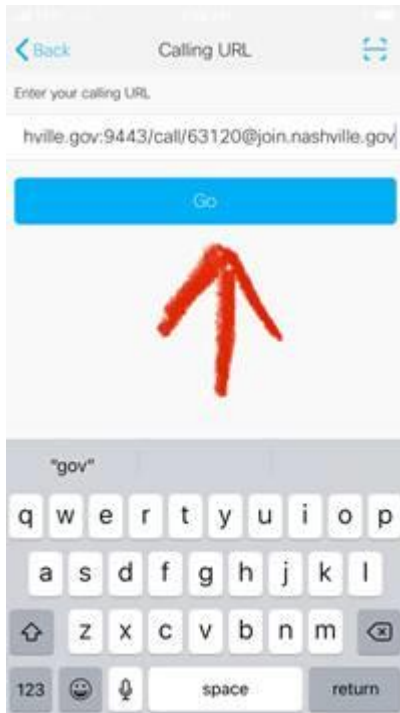 Back
Calling URL
Enter your calling URL
hville.gov:9443/call/63120@join.nashville.gov
Go
"gov"
q w e r t y u i o p
a s d f g h j k l
z x c v b n m
123 space return